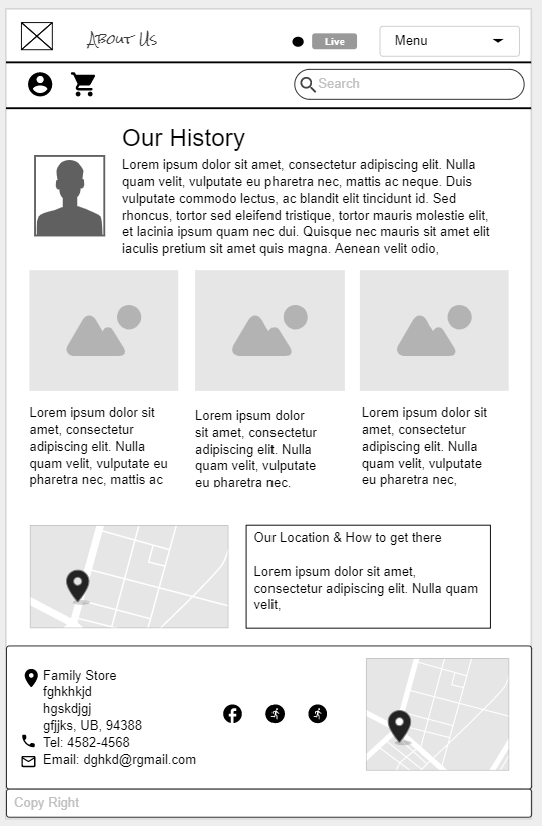 About Us
Live
Menu
Search
Our History
Lorem ipsum dolor sit amet, consectetur adipiscing elit. Nulla
quam velit, vulputate eu pharetra nec, mattis ac neque. Duis
vulputate commodo lectus, ac blandit elit tincidunt id. Sed
rhoncus, tortor sed eleifend tristique, tortor mauris molestie elit,
et lacinia ipsum quam nec dui. Quisque nec mauris sit amet elit
iaculis pretium sit amet quis magna. Aenean velit odio,
Lorem ipsum dolor sit
amet, consectetur
adipiscing elit. Nulla
quam velit, vulputate eu
pharetra nec, mattis ac
Lorem ipsum dolor
sit amet, consectetur
adipiscing elit. Nulla
quam velit, vulputate
eu pharetra nec,
Lorem ipsum dolor sit
amet, consectetur
adipiscing elit. Nulla
quam velit, vulputate eu
pharetra nec,
Our Location & How to get there
Lorem ipsum dolor sit amet,
consectetur adipiscing elit. Nulla quam
velit,
Family Store
fghkhkjd
hgskdjgj
gfjjks, UB, 94388
Tel: 4582-4568
Email: dghkd@rgmail.com
Copy Right